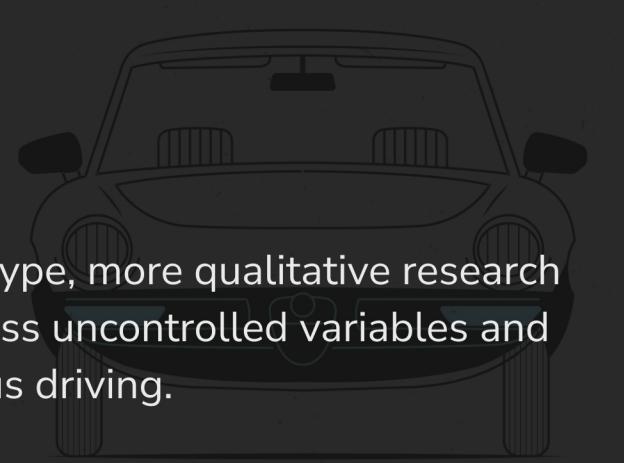 ype, more qualitative research
ss uncontrolled variables and
s driving.